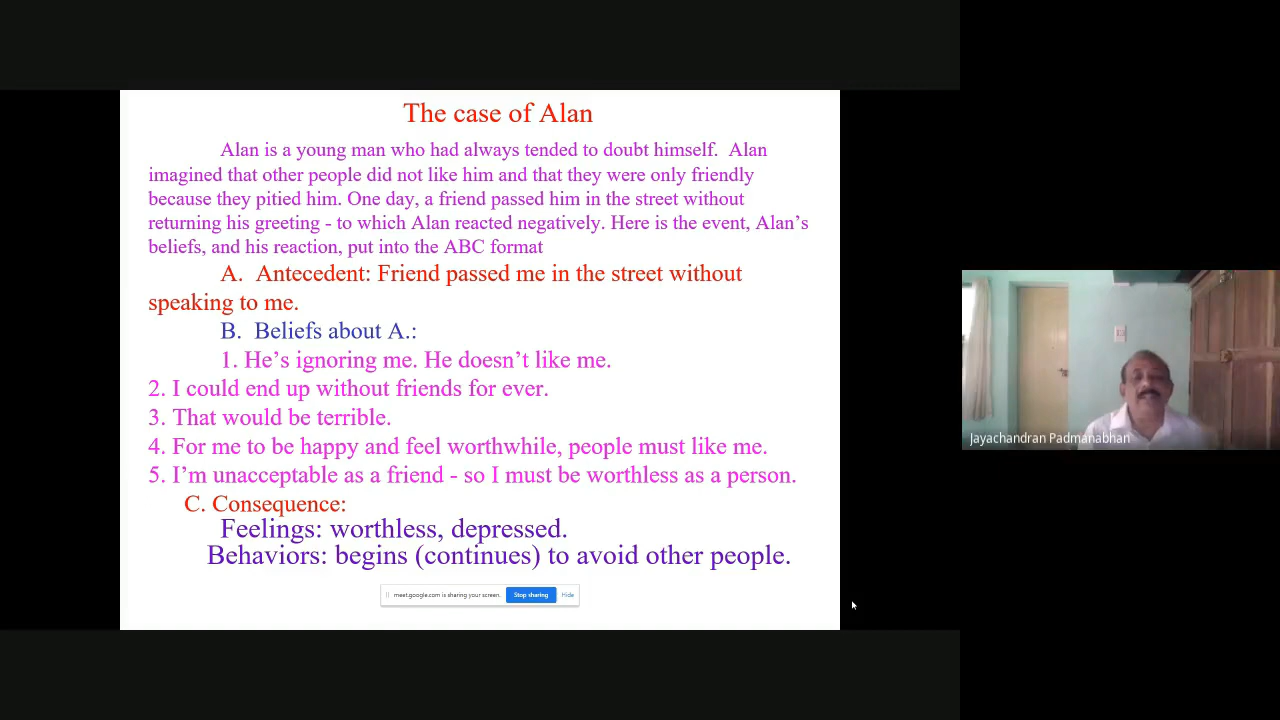 The case of Alan
Alan is a young man who had always tended to doubt himself.  Alan
imagined that other people did not like him and that they were only friendly
because they pitied him. One day, a friend passed him in the street without
returning his greeting - to which Alan reacted negatively. Here is the event, Alan’s
beliefs, and his reaction, put into the ABC format
A.  Antecedent: Friend passed me in the street without
speaking to me.
B.  Beliefs about A.:
1. He’s ignoring me. He doesn’t like me.
2. I could end up without friends for ever.
3. That would be terrible.
4. For me to be happy and feel worthwhile, people must like me.
5. I’m unacceptable as a friend - so I must be worthless as a person.
C. Consequence:
Feelings: worthless, depressed.
Behaviors: begins (continues) to avoid other people.
meet.google.com is sharing your screen. Stop sharing Hide
Jayachandran Padmanabhan